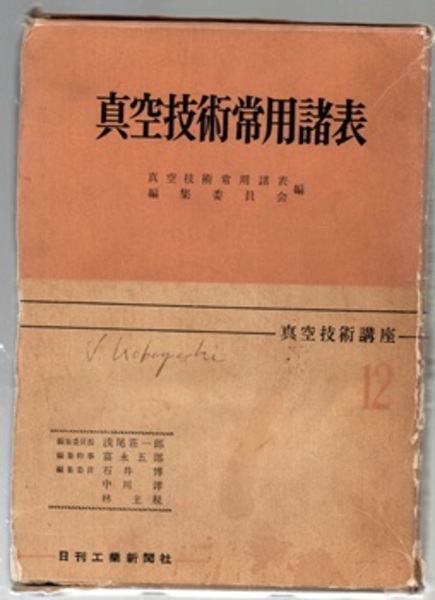 真空技術常用諸表
真空技術常用諸表
編集委員会 編
真空技術講座
12
S. Kobayashi
編集委員長 浅尾荘一郎
編集幹事 富永五郎
編集委員 石井博
中川洋
林主税
日刊工業新聞社